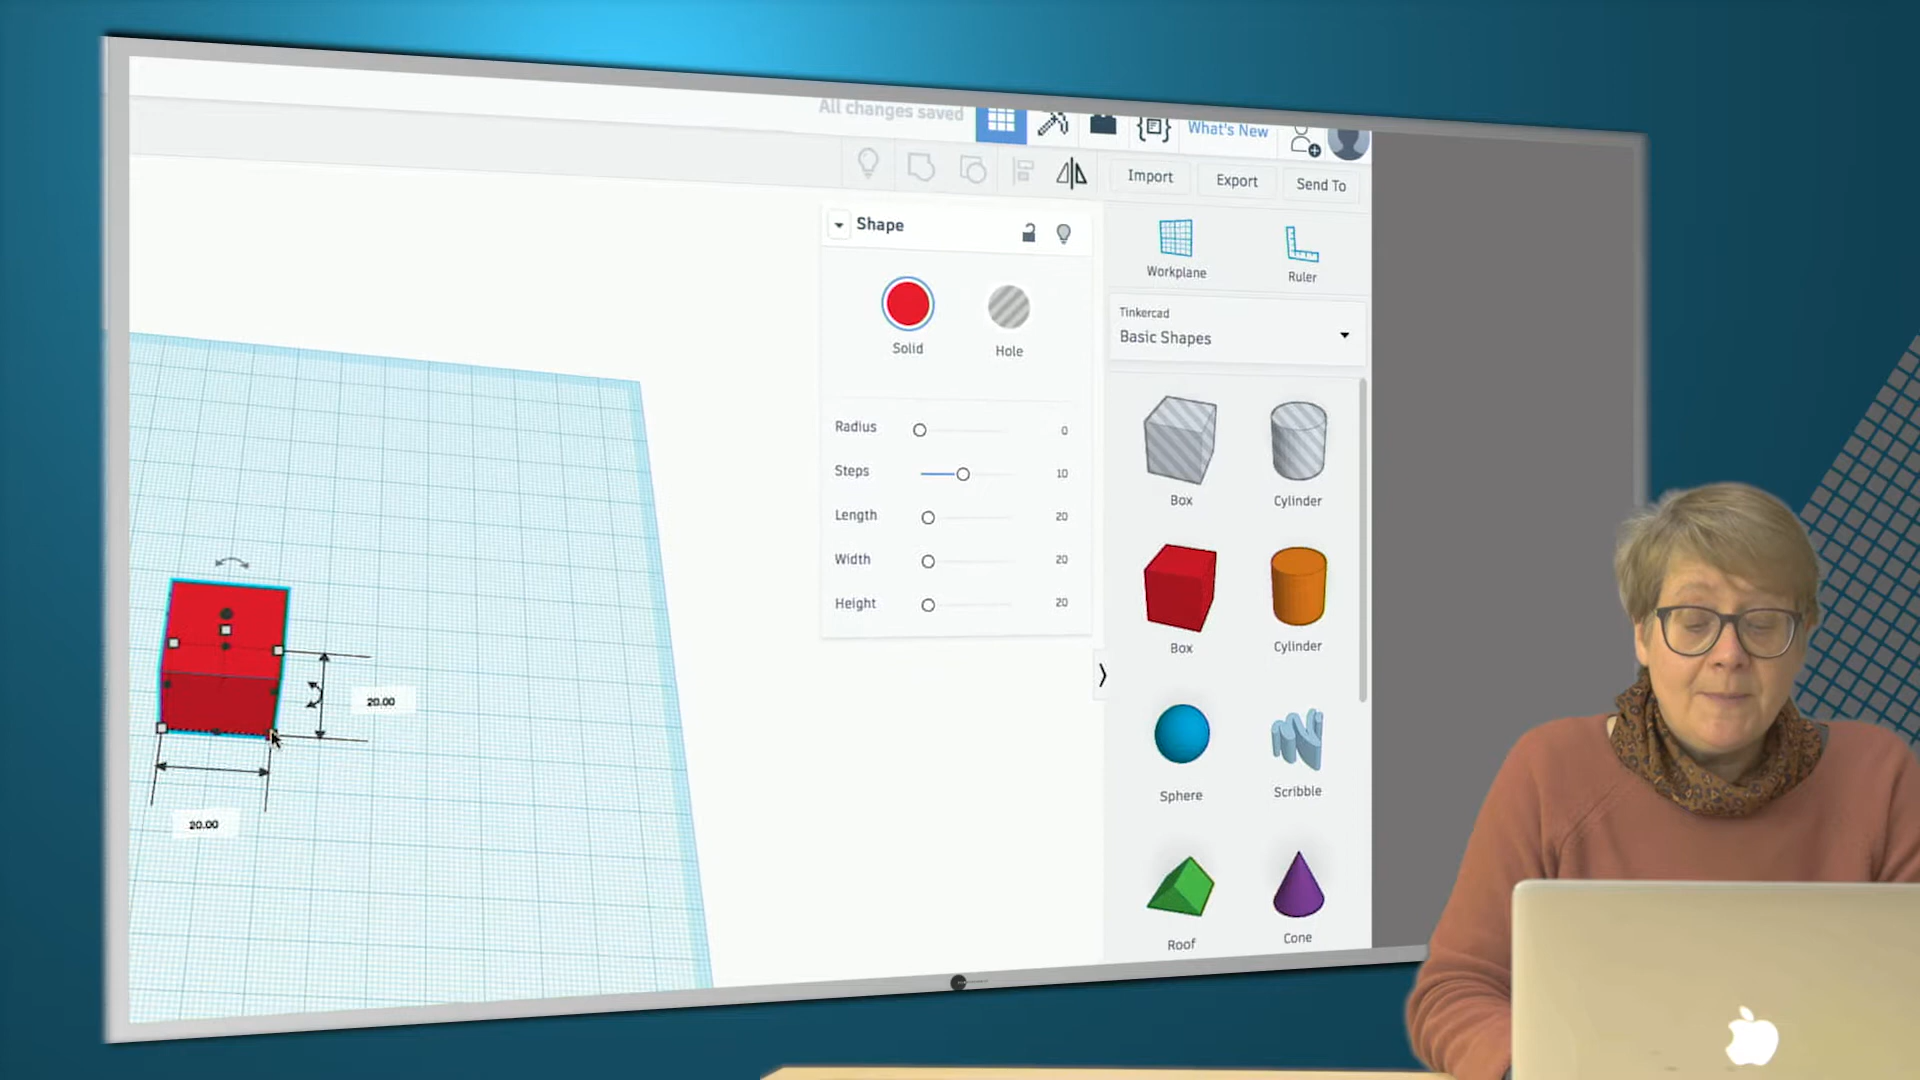 All changes saved
What's New
Import
Export
Send To
Shape
Workplane
Ruler
Solid
Hole
Tinkercad
Basic Shapes
Radius 0
Steps 10
Length 20
Width 20
Height 20
Box
Cylinder
Box
Cylinder
Sphere
Scribble
Roof
Cone
20.00
20.00